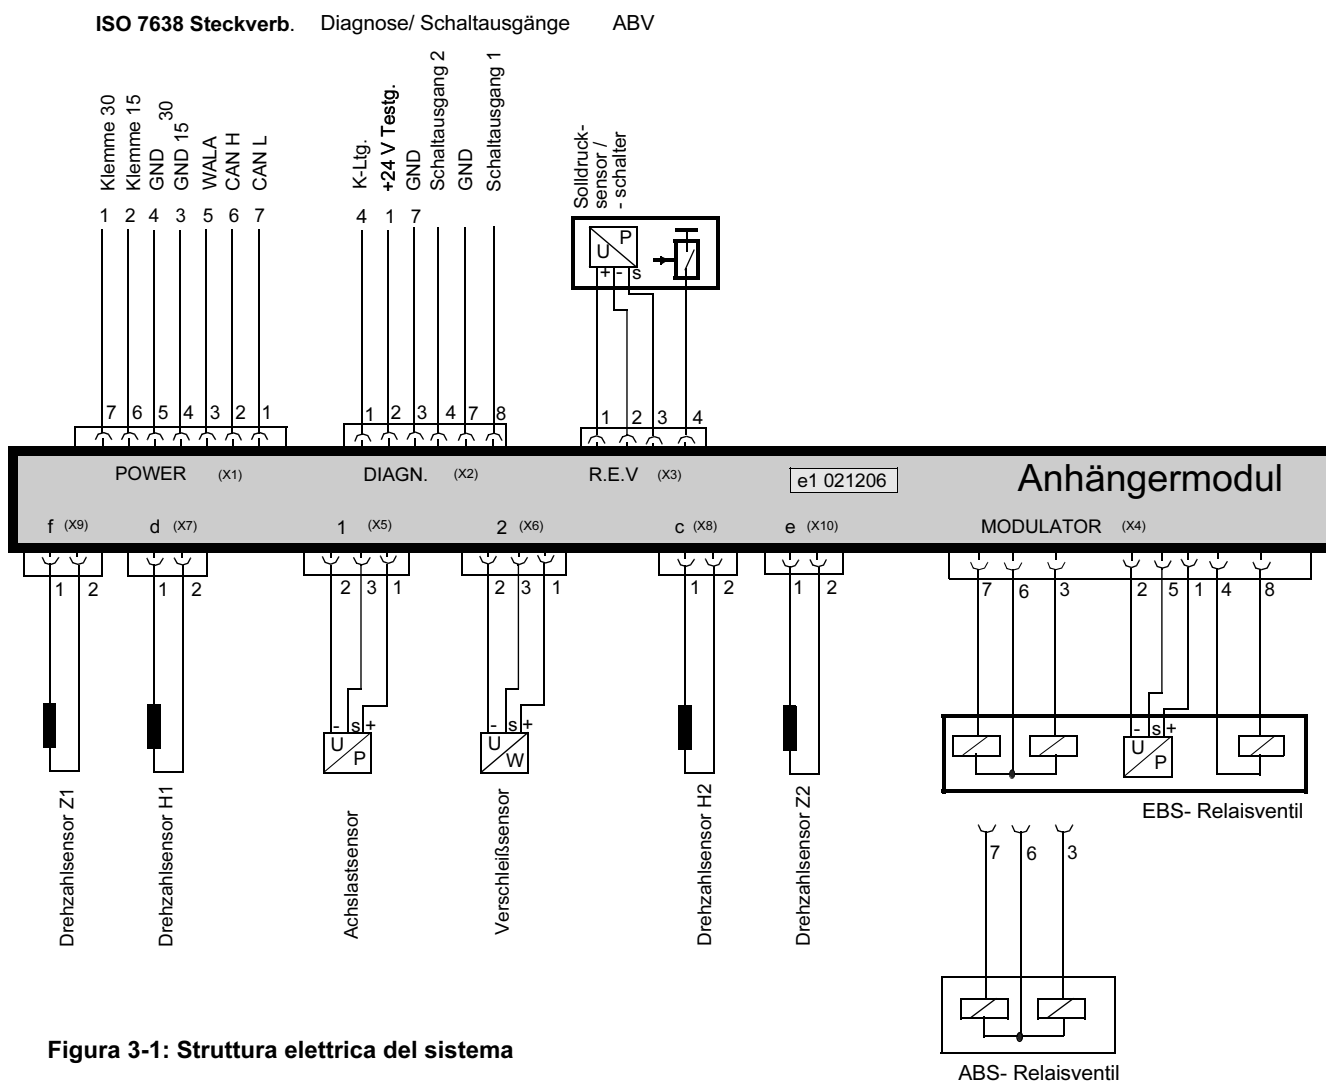 ISO 7638 Steckverb. Diagnose/ Schaltausgänge ABV
Klemme 30
Klemme 15
GND 30
GND 15
WALA
CAN H
CAN L
K-Ltg.
+24 V Testg.
GND
Schaltausgang 2
GND
Schaltausgang 1
Solldruck-
sensor /
- schalter
1 2 4 3 5 6 7
4 1 7
U P
+ - s
7 6 5 4 3 2 1
1 2 3 4 7 8
1 2 3 4
POWER (X1) DIAGN. (X2) R.E.V (X3) e1 021206 Anhängermodul
f (X9) d (X7) 1 (X5) 2 (X6) c (X8) e (X10) MODULATOR (X4)
1 2
1 2
2 3 1
2 3 1
1 2
1 2
7 6 3 2 5 1 4 8
- s +
U P
- s +
U W
- s +
U P
EBS- Relaisventil
Drehzahlsensor Z1
Drehzahlsensor H1
Achslastsensor
Verschleißsensor
Drehzahlsensor H2
Drehzahlsensor Z2
7 6 3
ABS- Relaisventil
Figura 3-1: Struttura elettrica del sistema